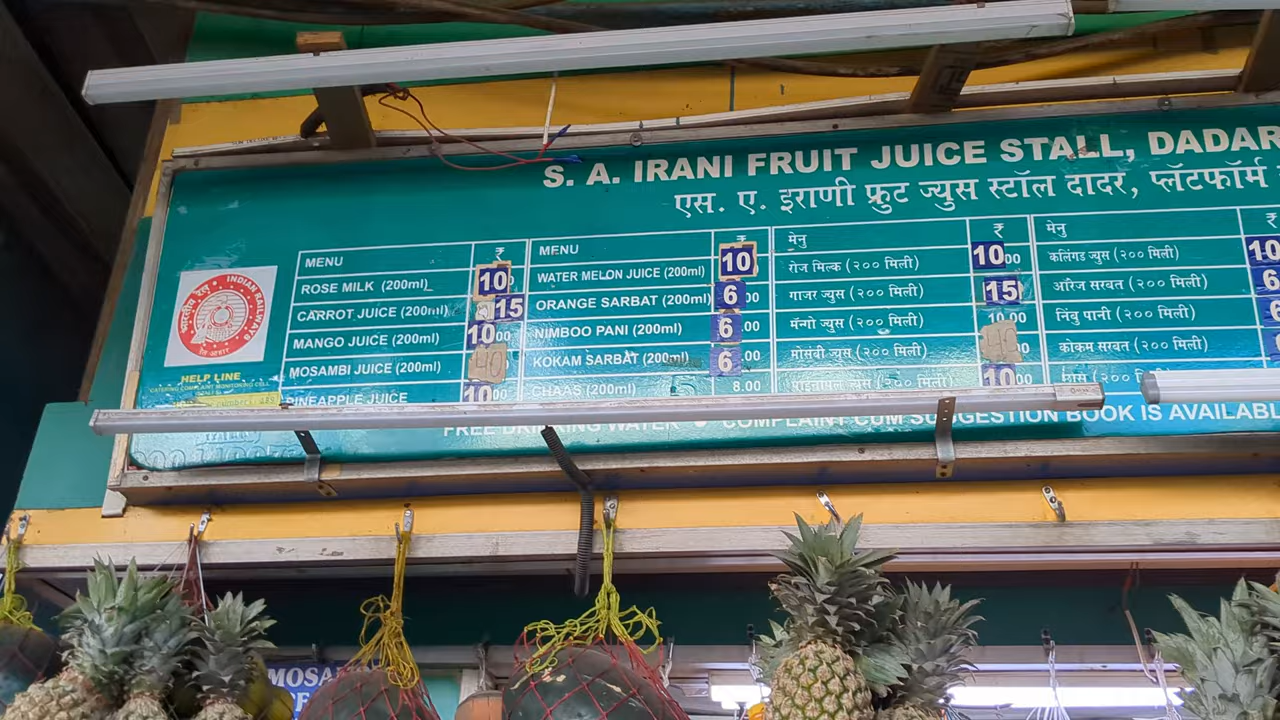 S. A. IRANI FRUIT JUICE STALL, DADAR
एस. ए. इराणी फ्रुट ज्युस स्टॉल दादर, प्लॅटफॉर्म
MENU ₹
ROSE MILK (200ml) 10
CARROT JUICE (200ml) 15
MANGO JUICE (200ml) 10.00
MOSAMBI JUICE (200ml) 40
PINEAPPLE JUICE 10.00
MENU ₹
WATER MELON JUICE (200ml) 10
ORANGE SARBAT (200ml) 6.00
NIMBOO PANI (200ml) 6.00
KOKAM SARBAT (200ml) 6.00
CHAAS (200ml) 8.00
मेनु ₹
रोज मिल्क (२०० मिली) 10.00
गाजर ज्युस (२०० मिली) 15
मॅन्गो ज्युस (२०० मिली) 10.00
मोसंबी ज्युस (२०० मिली) 40
पाइनापल ज्युस (२०० मिली) 10.00
मेनु ₹
कलिंगड ज्युस (२०० मिली) 10
ऑरेंज सरबत (२०० मिली) 6
निंबु पानी (२०० मिली) 6
कोकम सरबत (२०० मिली)
INDIAN RAILWAYS
भारतीय रेल
HELP LINE
CATERING COMPLAINT MONITORING CELL
FREE DRINKING WATER • COMPLAINT CUM SUGGESTION BOOK IS AVAILABL
MOSA